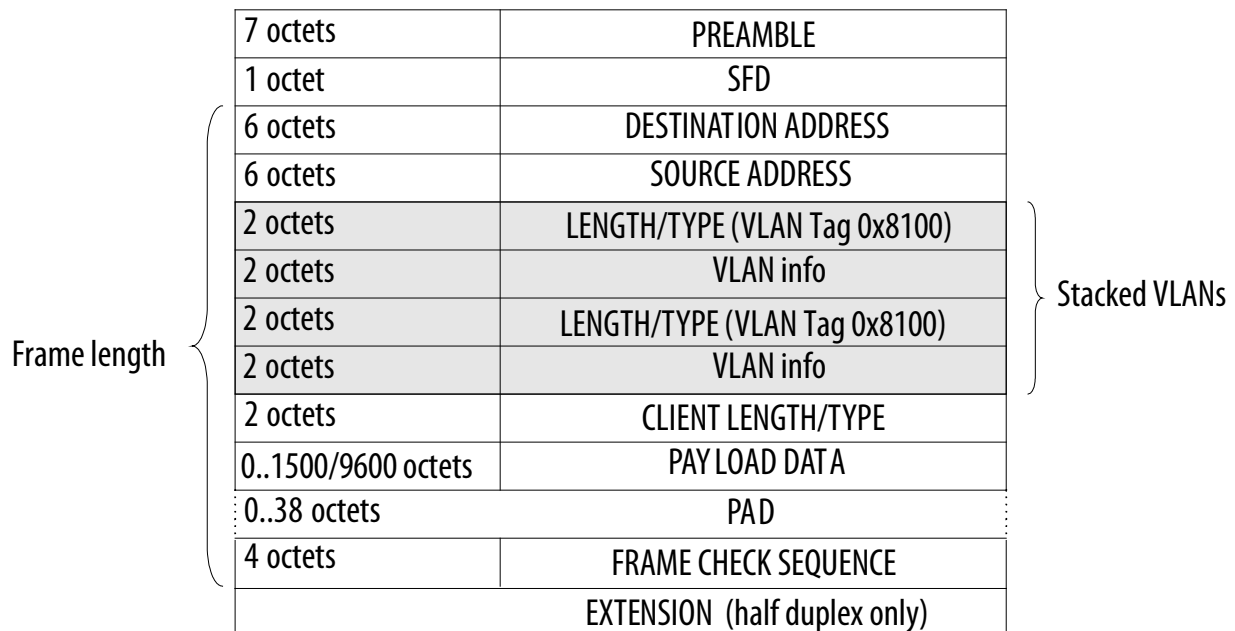 7 octets PREAMBLE
1 octet SFD
6 octets DESTINATION ADDRESS
6 octets SOURCE ADDRESS
2 octets LENGTH/TYPE (VLAN Tag 0x8100)
2 octets VLAN info
Stacked VLANs
2 octets LENGTH/TYPE (VLAN Tag 0x8100)
Frame length
2 octets VLAN info
2 octets CLIENT LENGTH/TYPE
0..1500/9600 octets PAYLOAD DATA
0..38 octets PAD
4 octets FRAME CHECK SEQUENCE
EXTENSION (half duplex only)